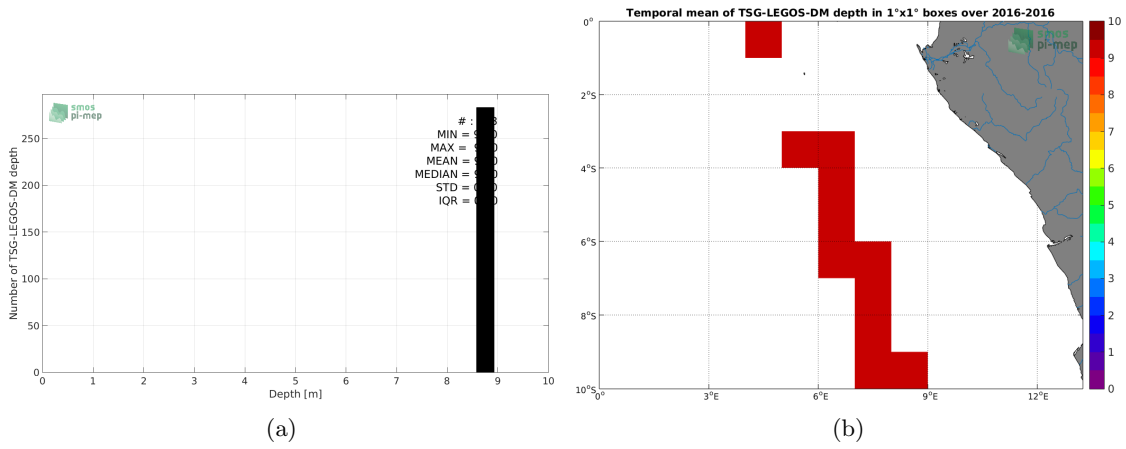 Temporal mean of TSG-LEGOS-DM depth in 1°x1° boxes over 2016-2016
smos
pi-mep
# :
MIN =
MAX =
MEAN =
MEDIAN =
STD =
IQR =
250
200
150
100
50
0
Number of TSG-LEGOS-DM depth
0 1 2 3 4 5 6 7 8 9 10
Depth [m]
(a)
smos
pi-mep
0°
2°S
4°S
6°S
8°S
10°S
0° 3°E 6°E 9°E 12°E
10
9
8
7
6
5
4
3
2
1
0
(b)